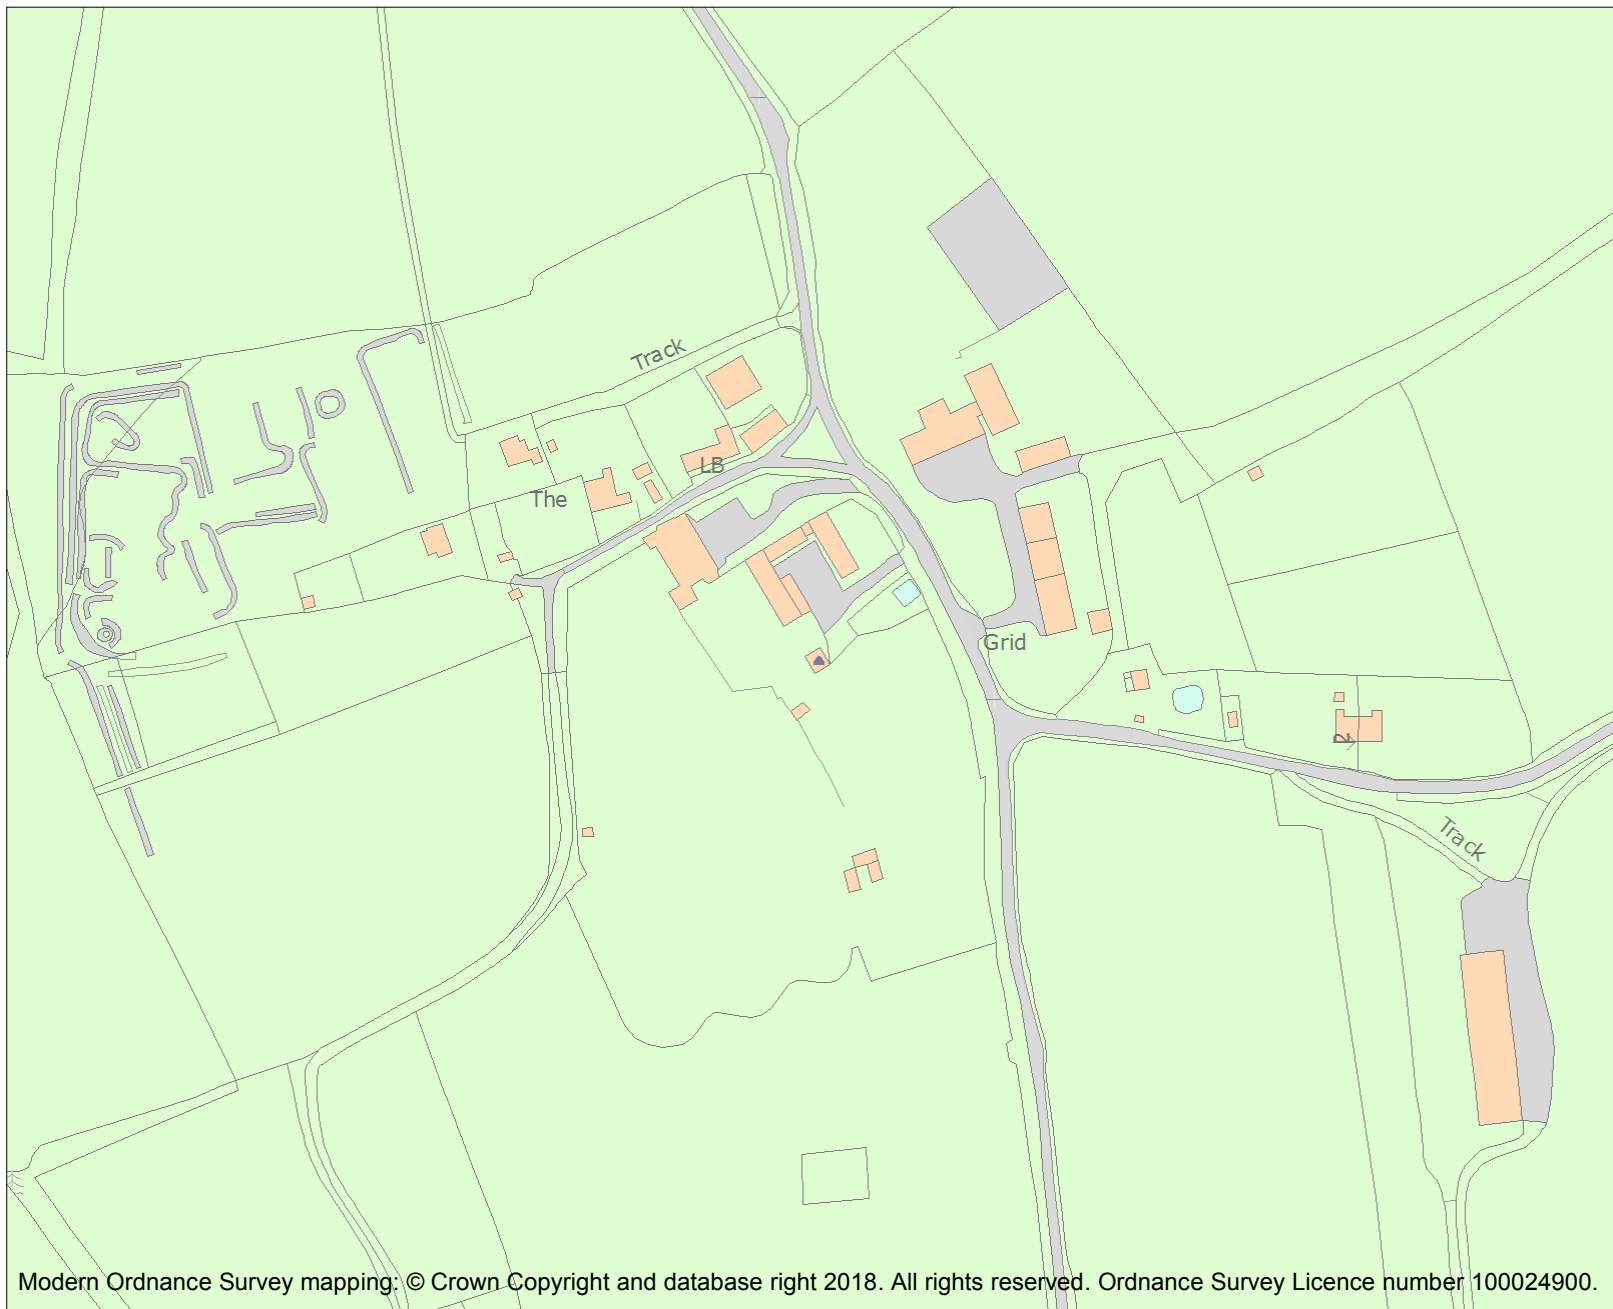 Track
LB
The
Grid
2
Track
Modern Ordnance Survey mapping: © Crown Copyright and database right 2018. All rights reserved. Ordnance Survey Licence number 100024900.